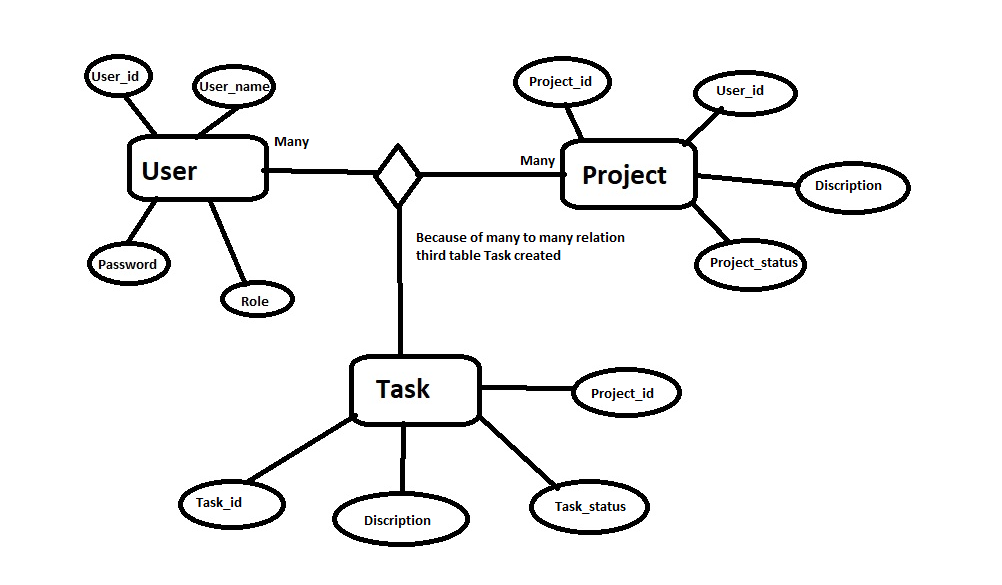 User_id
User_name
Project_id
User_id
Many
User
Many
Project
Discription
Because of many to many relation
third table Task created
Password
Role
Project_status
Task
Project_id
Task_id
Discription
Task_status